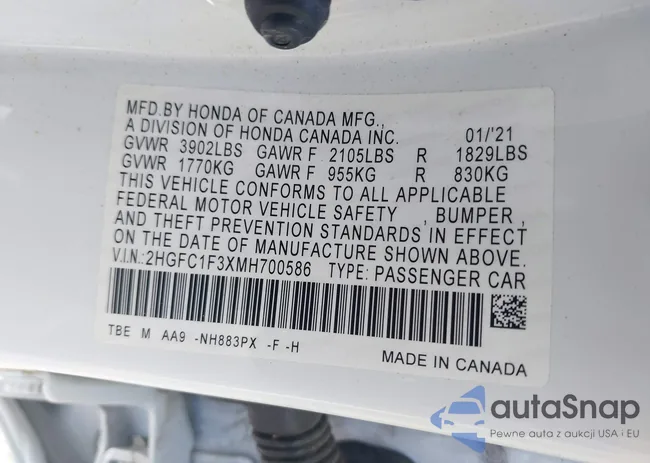 MFD.BY HONDA OF CANADA MFG.,
A DIVISION OF HONDA CANADA INC. 01/'21
GVWR 3902LBS GAWR F 2105LBS R 1829LBS
GVWR 1770KG GAWR F 955KG R 830KG
THIS VEHICLE CONFORMS TO ALL APPLICABLE
FEDERAL MOTOR VEHICLE SAFETY , BUMPER ,
AND THEFT PREVENTION STANDARDS IN EFFECT
ON THE DATE OF MANUFACTURE SHOWN ABOVE.
V.I.N.:2HGFC1F3XMH700586 TYPE: PASSENGER CAR
TBE M AA9 -NH883PX -F -H
MADE IN CANADA
autoSnap
Pewne auta z aukcji USA i EU